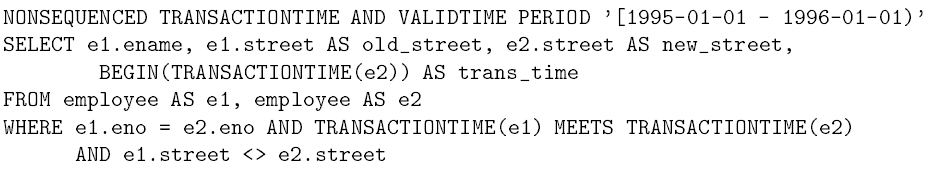 NONSEQUENCED TRANSACTIONTIME AND VALIDTIME PERIOD '[1995-01-01 - 1996-01-01)'
SELECT e1.ename, e1.street AS old_street, e2.street AS new_street,
        BEGIN(TRANSACTIONTIME(e2)) AS trans_time
FROM employee AS e1, employee AS e2
WHERE e1.eno = e2.eno AND TRANSACTIONTIME(e1) MEETS TRANSACTIONTIME(e2)
      AND e1.street <> e2.street